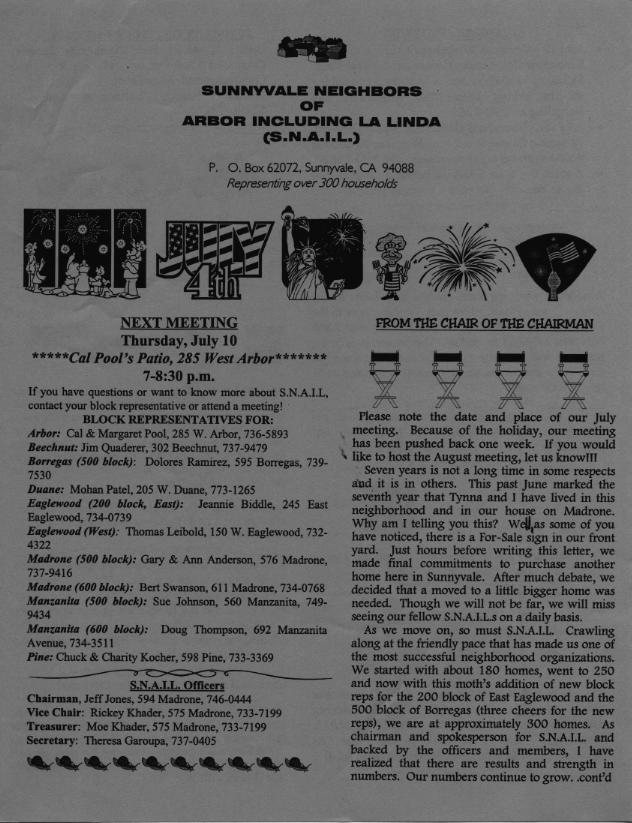 SUNNYVALE NEIGHBORS
OF
ARBOR INCLUDING LA LINDA
(S.N.A.I.L.)
P. O. Box 62072, Sunnyvale, CA 94088
Representing over 300 households
JULY
4th
NEXT MEETING
Thursday, July 10
*****Cal Pool's Patio, 285 West Arbor*******
7-8:30 p.m.
If you have questions or want to know more about S.N.A.I.L,
contact your block representative or attend a meeting!
BLOCK REPRESENTATIVES FOR:
Arbor: Cal & Margaret Pool, 285 W. Arbor, 736-5893
Beechnut: Jim Quaderer, 302 Beechnut, 737-9479
Borregas (500 block): Dolores Ramirez, 595 Borregas, 739-
7530
Duane: Mohan Patel, 205 W. Duane, 773-1265
Eaglewood (200 block, East): Jeannie Biddle, 245 East
Eaglewood, 734-0739
Eaglewood (West): Thomas Leibold, 150 W. Eaglewood, 732-
4322
Madrone (500 block): Gary & Ann Anderson, 576 Madrone,
737-9416
Madrone (600 block): Bert Swanson, 611 Madrone, 734-0768
Manzanita (500 block): Sue Johnson, 560 Manzanita, 749-
9434
Manzanita (600 block): Doug Thompson, 692 Manzanita
Avenue, 734-3511
Pine: Chuck & Charity Kocher, 598 Pine, 733-3369
S.N.A.I.L. Officers
Chairman, Jeff Jones, 594 Madrone, 746-0444
Vice Chair: Rickey Khader, 575 Madrone, 733-7199
Treasurer: Moe Khader, 575 Madrone, 733-7199
Secretary: Theresa Garoupa, 737-0405
FROM THE CHAIR OF THE CHAIRMAN
Please note the date and place of our July
meeting. Because of the holiday, our meeting
has been pushed back one week. If you would
like to host the August meeting, let us know!!!
Seven years is not a long time in some respects
and it is in others. This past June marked the
seventh year that Tynna and I have lived in this
neighborhood and in our house on Madrone.
Why am I telling you this? Well, as some of you
have noticed, there is a For-Sale sign in our front
yard. Just hours before writing this letter, we
made final commitments to purchase another
home here in Sunnyvale. After much debate, we
decided that a moved to a little bigger home was
needed. Though we will not be far, we will miss
seeing our fellow S.N.A.I.L.s on a daily basis.
As we move on, so must S.N.A.I.L. Crawling
along at the friendly pace that has made us one of
the most successful neighborhood organizations.
We started with about 180 homes, went to 250
and now with this moth's addition of new block
reps for the 200 block of East Eaglewood and the
500 block of Borregas (three cheers for the new
reps), we are at approximately 300 homes. As
chairman and spokesperson for S.N.A.I.L. and
backed by the officers and members, I have
realized that there are results and strength in
numbers. Our numbers continue to grow. .cont'd